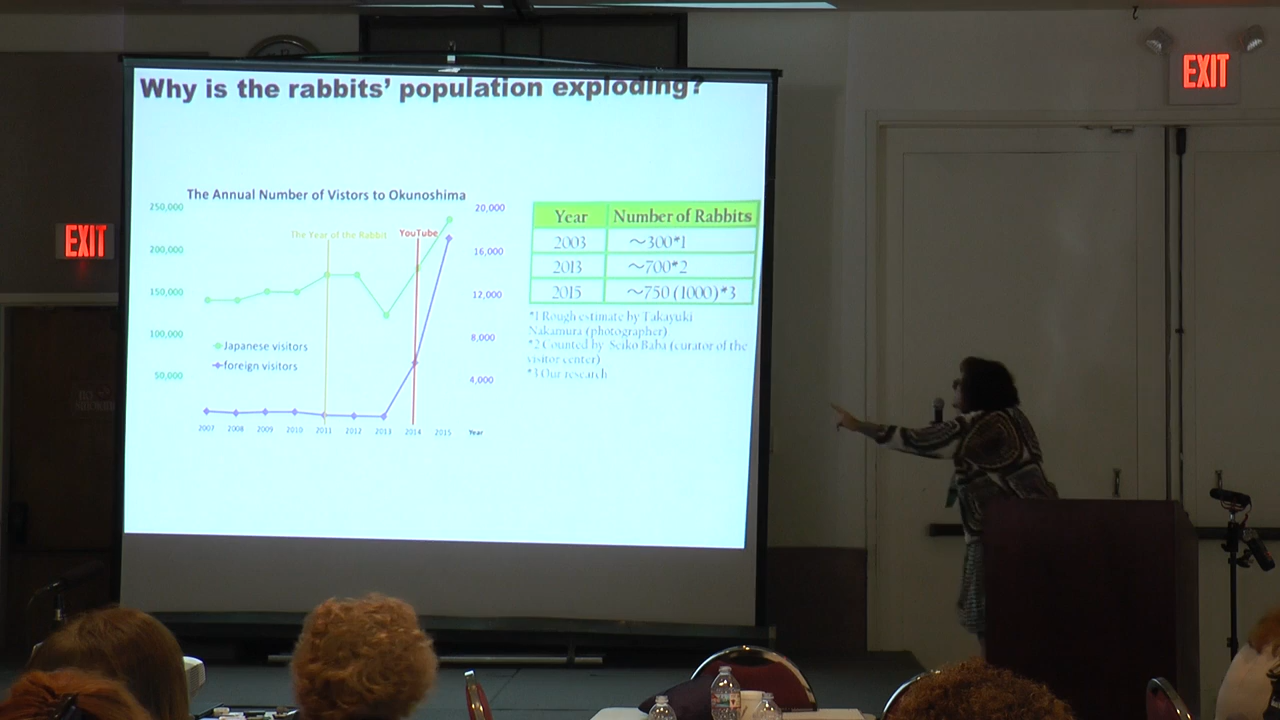 Why is the rabbits' population exploding?
The Annual Number of Vistors to Okunoshima
250,000
200,000
150,000
100,000
50,000
20,000
16,000
12,000
8,000
4,000
The Year of the Rabbit
YouTube
Japanese visitors
foreign visitors
2007 2008 2009 2010 2011 2012 2013 2014 2015 Year
Year Number of Rabbits
2003 ~300*1
2013 ~700*2
2015 ~750 (1000)*3
*1 Rough estimate by Takayuki
Nakamura (photographer)
*2 Counted by Seiko Baba (curator of the
visitor center)
*3 Our research
EXIT
EXIT
NO
SMOKING